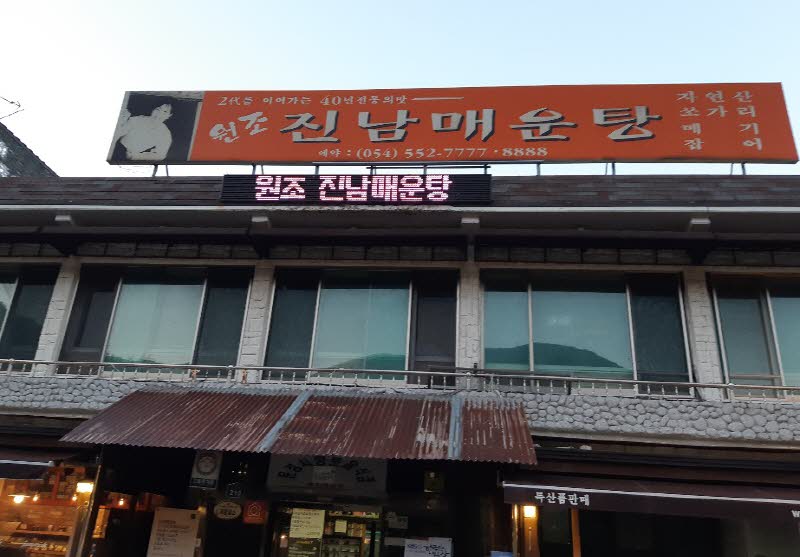 2代를 이어가는 40년전통의맛
원조 진남매운탕
예약 : (054) 552-7777 · 8888
자연산
쏘가리
메기
잡어
원조 진남매운탕
특산품판매
210